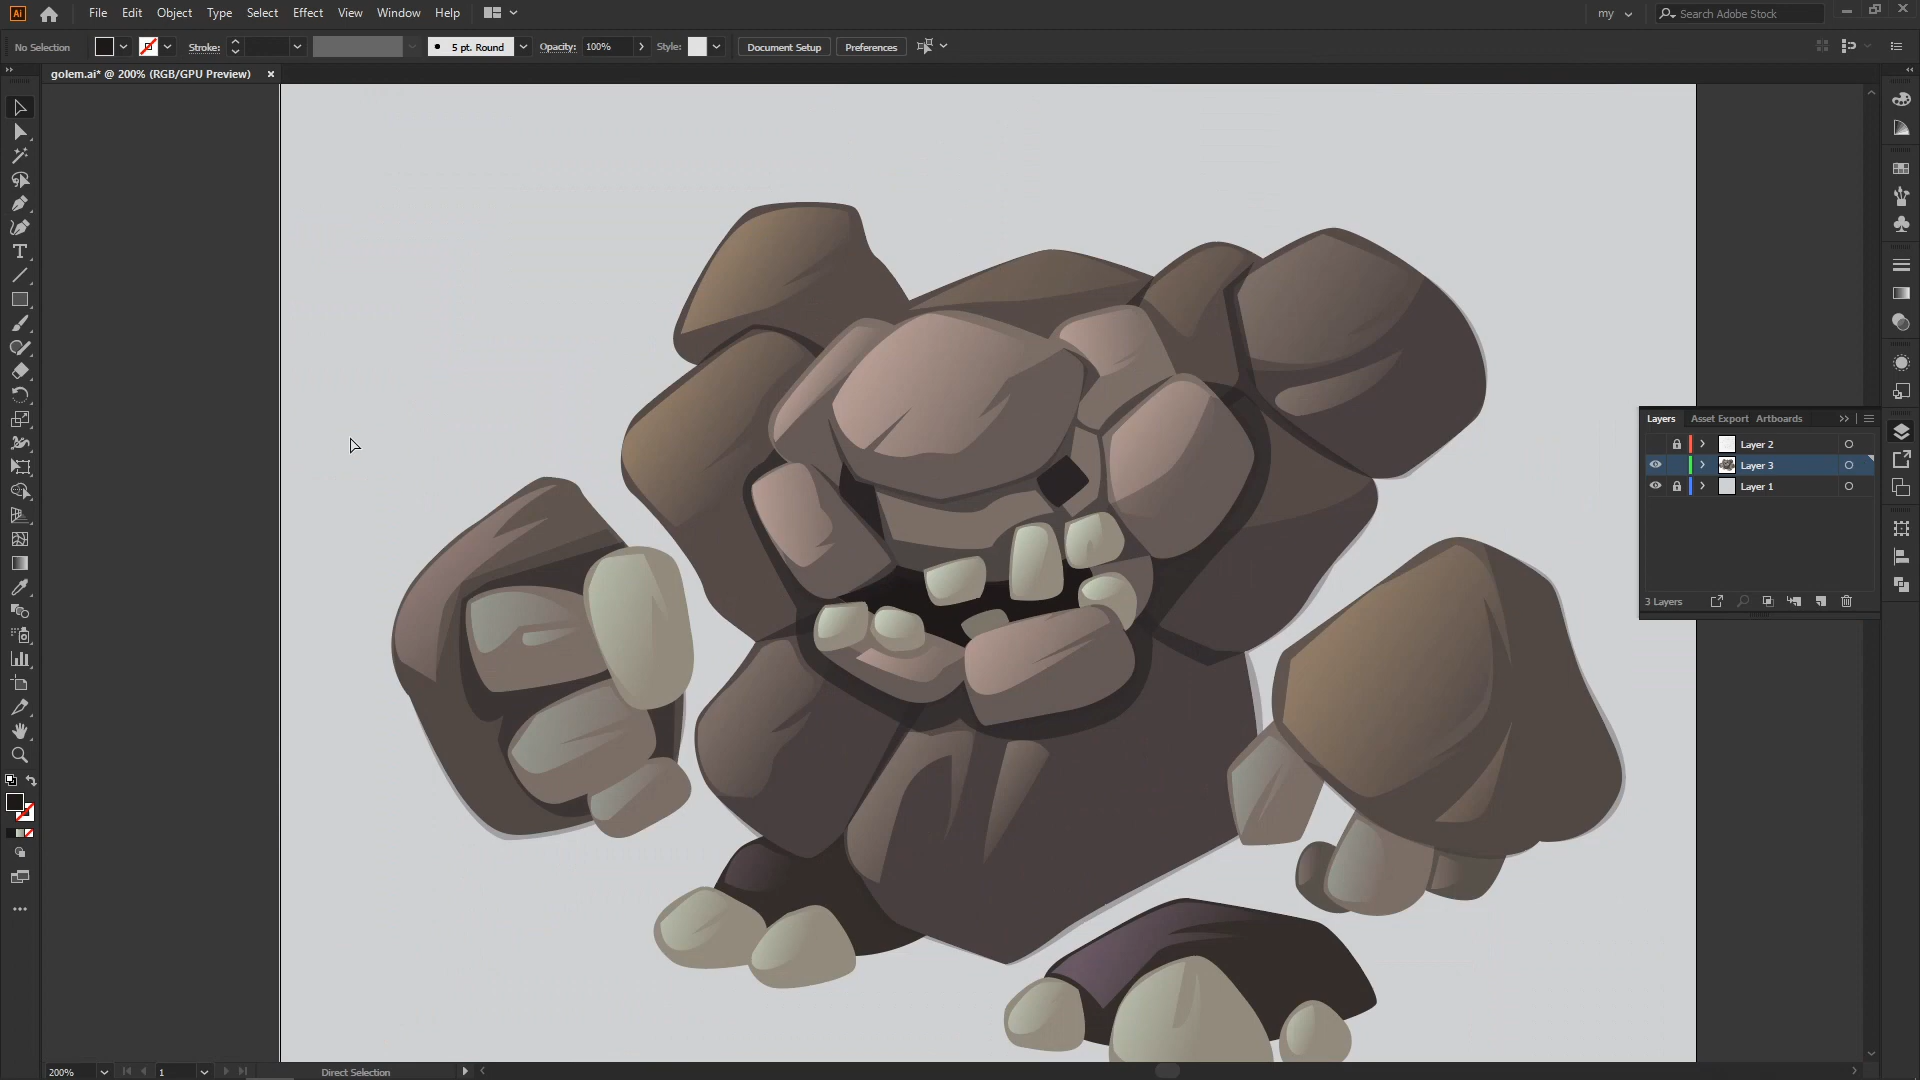 Ai File Edit Object Type Select Effect View Window Help my Search Adobe Stock
No Selection Stroke: 5 pt. Round Opacity: 100% Style: Document Setup Preferences
golem.ai* @ 200% (RGB/GPU Preview)
Layers Asset Export Artboards
Layer 2
Layer 3
Layer 1
3 Layers
200% 1 Direct Selection